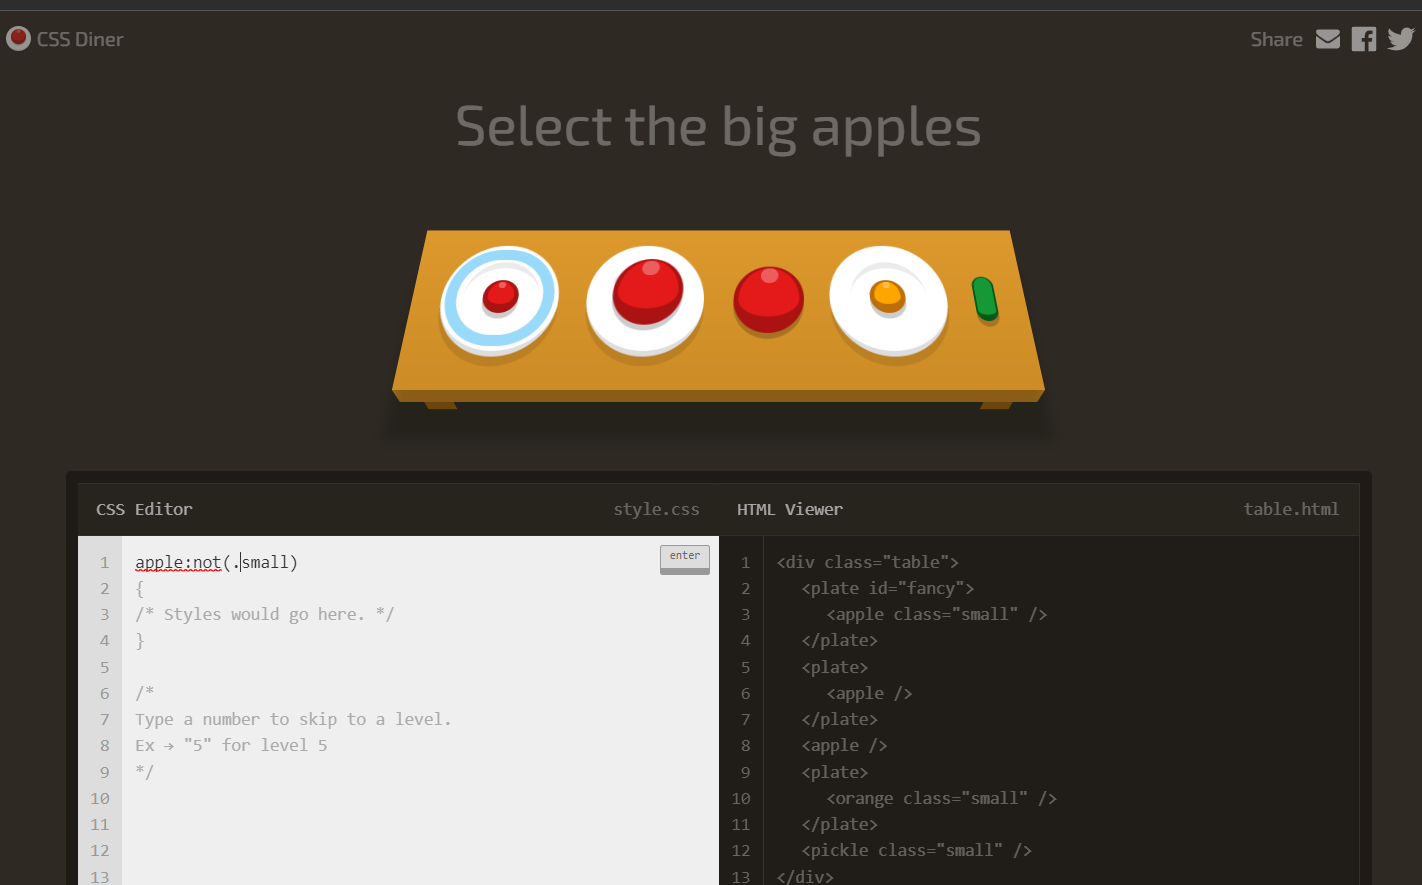 CSS Diner
Share
Select the big apples
CSS Editor
style.css
1 apple:not(.small)
enter
2 {
3 /* Styles would go here. */
4 }
5
6 /*
7 Type a number to skip to a level.
8 Ex → "5" for level 5
9 */
10
11
12
13
HTML Viewer
table.html
1 <div class="table">
2 <plate id="fancy">
3 <apple class="small" />
4 </plate>
5 <plate>
6 <apple />
7 </plate>
8 <apple />
9 <plate>
10 <orange class="small" />
11 </plate>
12 <pickle class="small" />
13 </div>